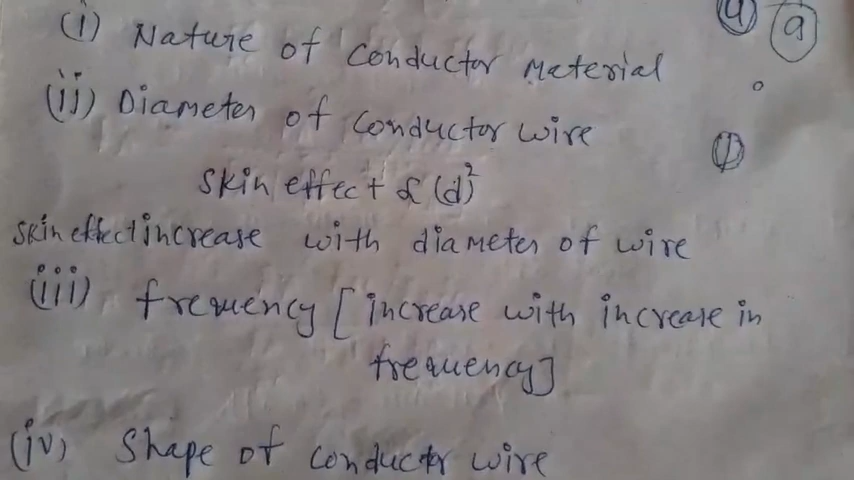 (i) Nature of conductor material
(ii) Diameter of conductor wire
skin effect ∝ (d)²
skin effect increase with diameter of wire
(iii) frequency [increase with increase in
frequency]
(iv) Shape of conductor wire